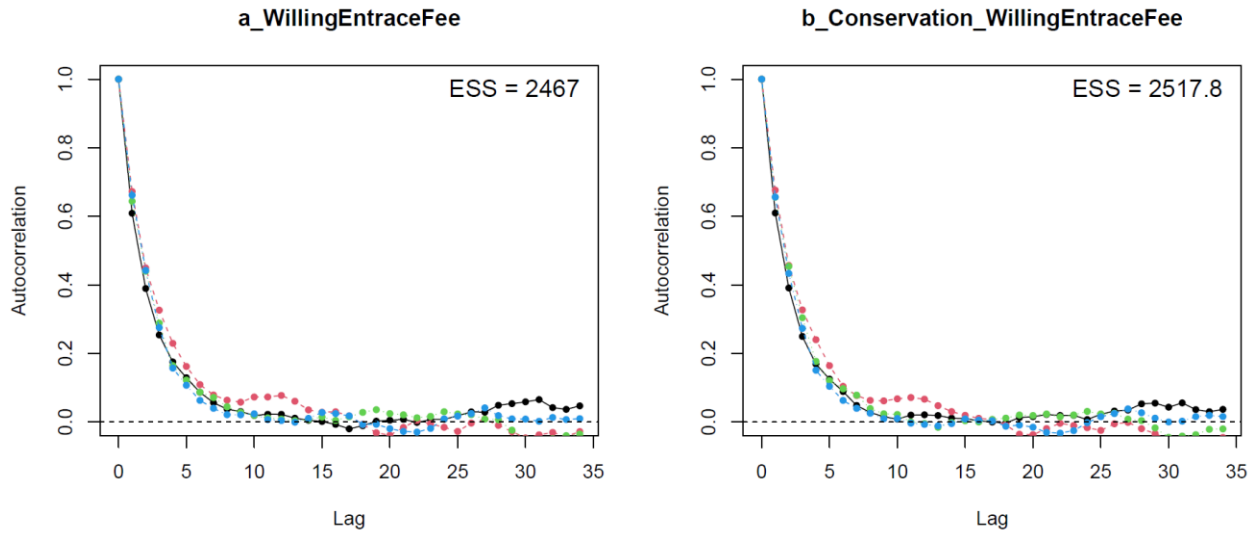 a_WillingEntraceFee
ESS = 2467
Autocorrelation
1.0
0.8
0.6
0.4
0.2
0.0
0 5 10 15 20 25 30 35
Lag
b_Conservation_WillingEntraceFee
ESS = 2517.8
Autocorrelation
1.0
0.8
0.6
0.4
0.2
0.0
0 5 10 15 20 25 30 35
Lag